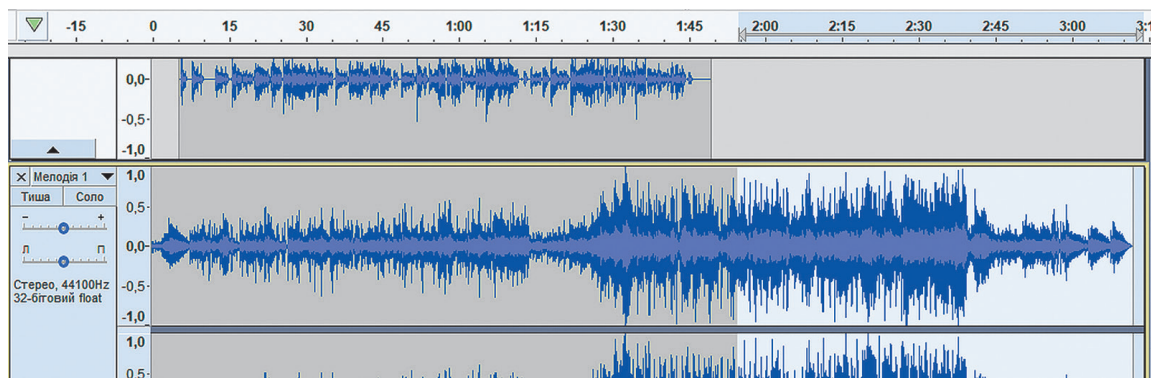 -15 0 15 30 45 1:00 1:15 1:30 1:45 2:00 2:15 2:30 2:45 3:00 3:1
0,0-
-0,5-
-1,0
× Мелодія 1
Тиша Соло
- +
Л П
Стерео, 44100Hz
32-бітовий float
1,0
0,5-
0,0-
-0,5-
-1,0
1,0
0,5-